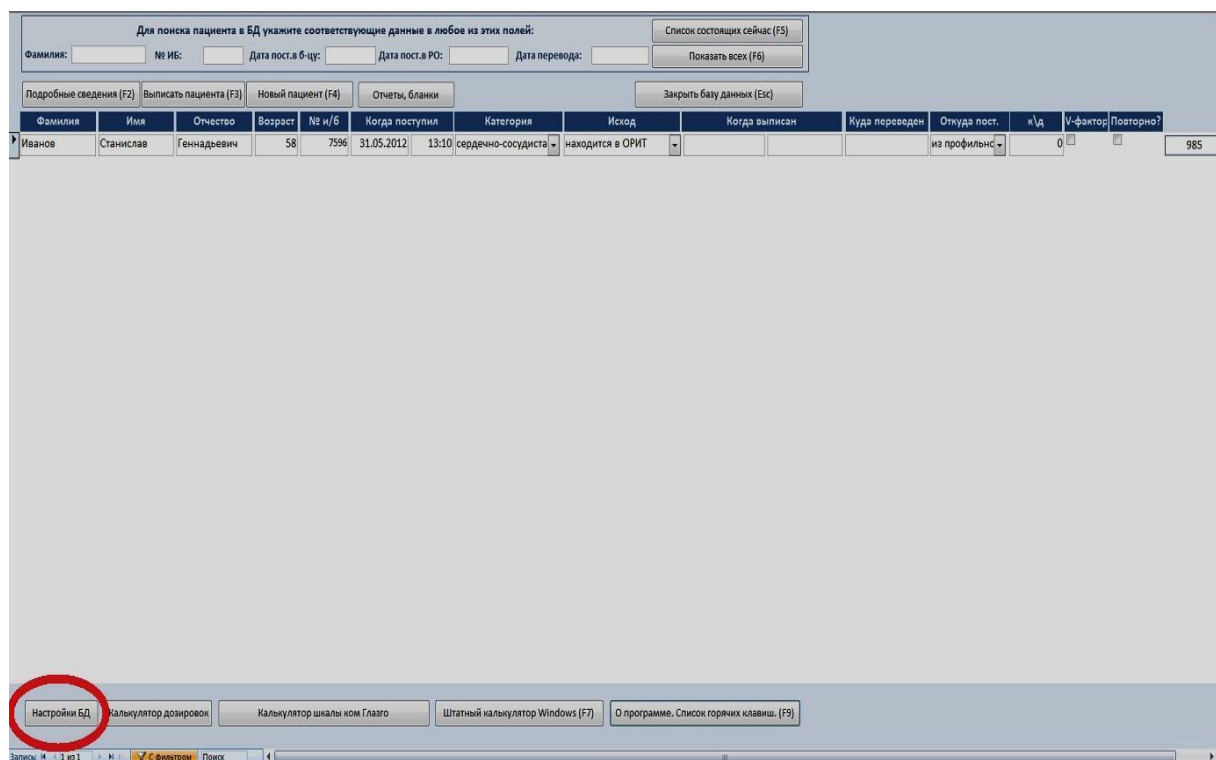 Для поиска пациента в БД укажите соответствующие данные в любое из этих полей:
Список состоящих сейчас (F5)
Фамилия: № ИБ: Дата пост.в б-цу: Дата пост.в РО: Дата перевода: Показать всех (F6)
Подробные сведения (F2) Выписать пациента (F3) Новый пациент (F4) Отчеты, бланки Закрыть базу данных (Esc)
Фамилия Имя Отчество Возраст № и/б Когда поступил Категория Исход Когда выписан Куда переведен Откуда пост. к\д V-фактор Повторно?
Иванов Станислав Геннадьевич 58 7596 31.05.2012 13:10 сердечно-сосудиста находится в ОРИТ из профильнс 0 985
Настройки БД Калькулятор дозировок Калькулятор шкалы ком Глазго Штатный калькулятор Windows (F7) О программе. Список горячих клавиш. (F9)
Запись: 1 из 1 С фильтром Поиск